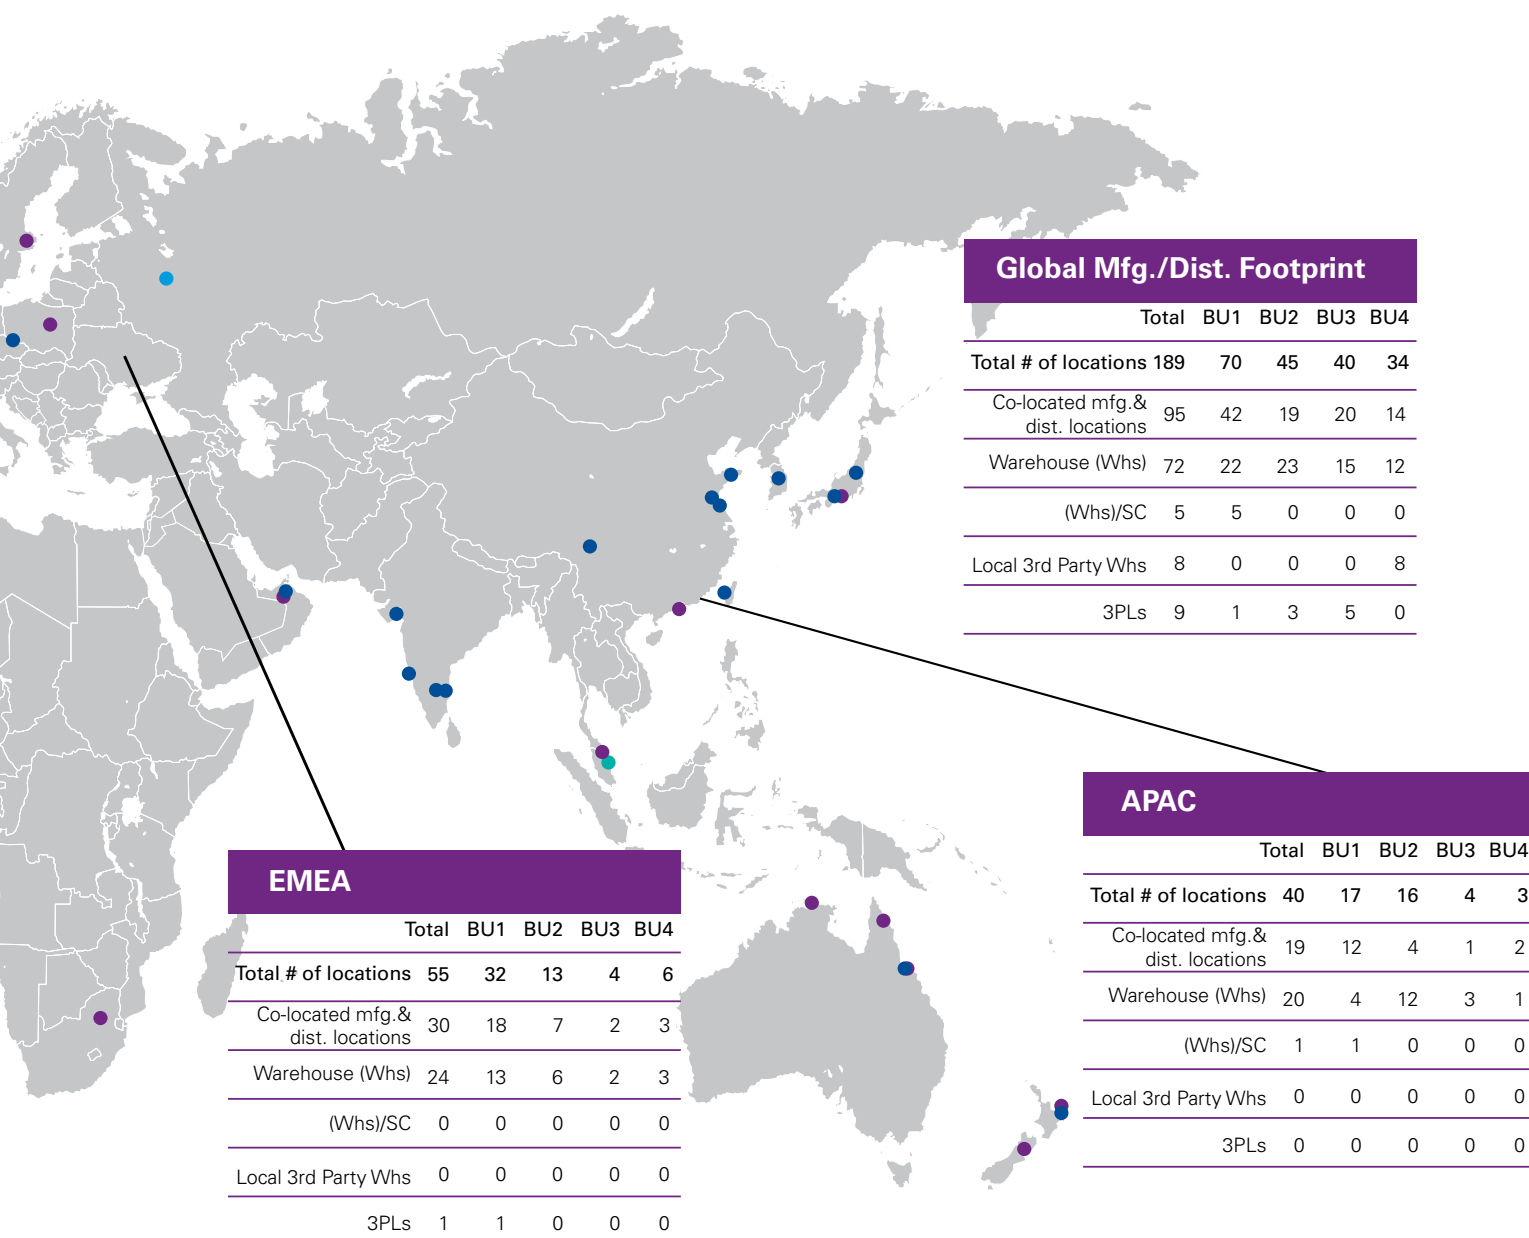 Global Mfg./Dist. Footprint
Total BU1 BU2 BU3 BU4
Total # of locations 189 70 45 40 34
Co-located mfg.&
dist. locations 95 42 19 20 14
Warehouse (Whs) 72 22 23 15 12
(Whs)/SC 5 5 0 0 0
Local 3rd Party Whs 8 0 0 0 8
3PLs 9 1 3 5 0
APAC
Total BU1 BU2 BU3 BU4
Total # of locations 40 17 16 4 3
Co-located mfg.&
dist. locations 19 12 4 1 2
Warehouse (Whs) 20 4 12 3 1
(Whs)/SC 1 1 0 0 0
Local 3rd Party Whs 0 0 0 0 0
3PLs 0 0 0 0 0
EMEA
Total BU1 BU2 BU3 BU4
Total # of locations 55 32 13 4 6
Co-located mfg.&
dist. locations 30 18 7 2 3
Warehouse (Whs) 24 13 6 2 3
(Whs)/SC 0 0 0 0 0
Local 3rd Party Whs 0 0 0 0 0
3PLs 1 1 0 0 0